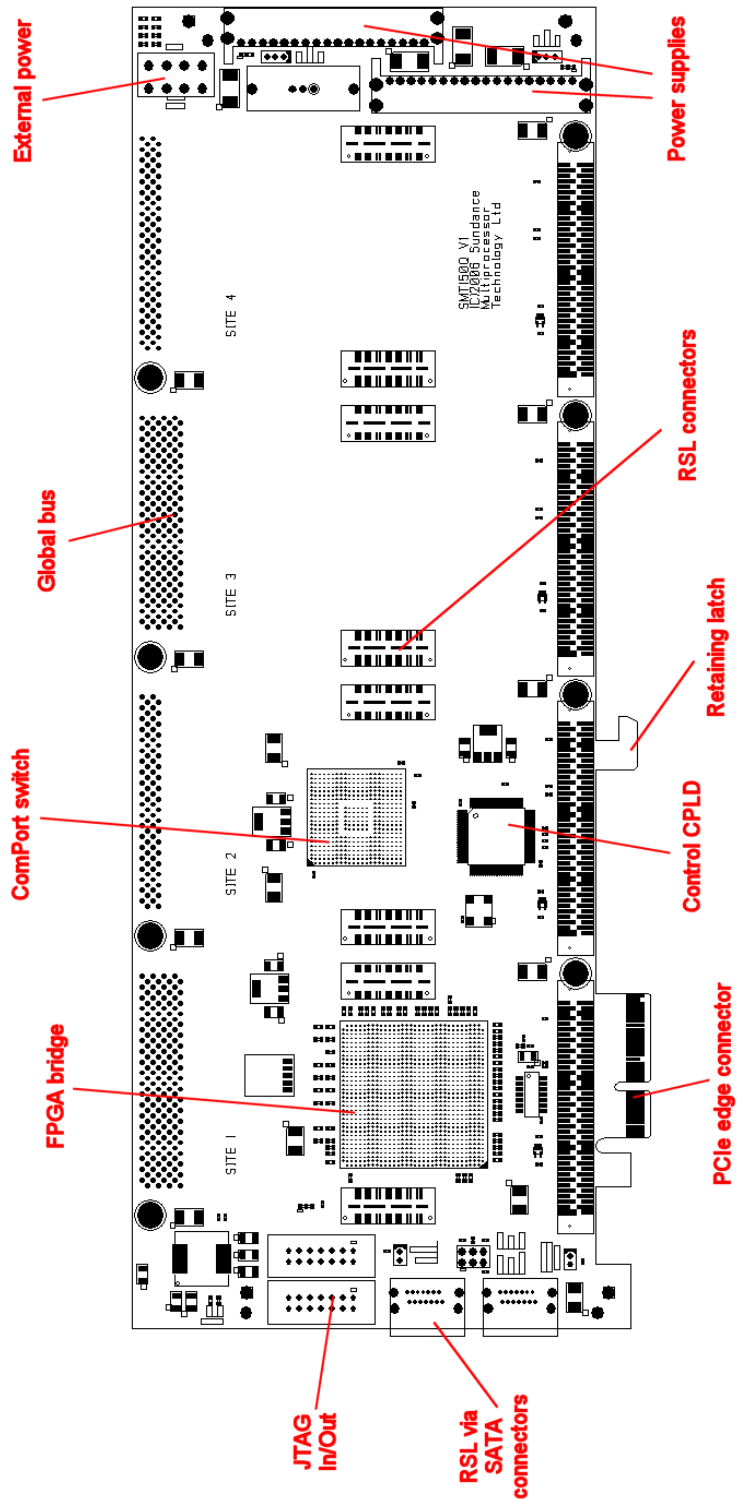 External power
Power supplies
SITE 4
SMT150Q V1
(C)2006 Sundance
Multiprocessor
Technology Ltd
RSL connectors
Global bus
SITE 3
Retaining latch
ComPort switch
SITE 2
Control CPLD
FPGA bridge
SITE 1
PCIe edge connector
JTAG
In/Out
RSL via
SATA
connectors